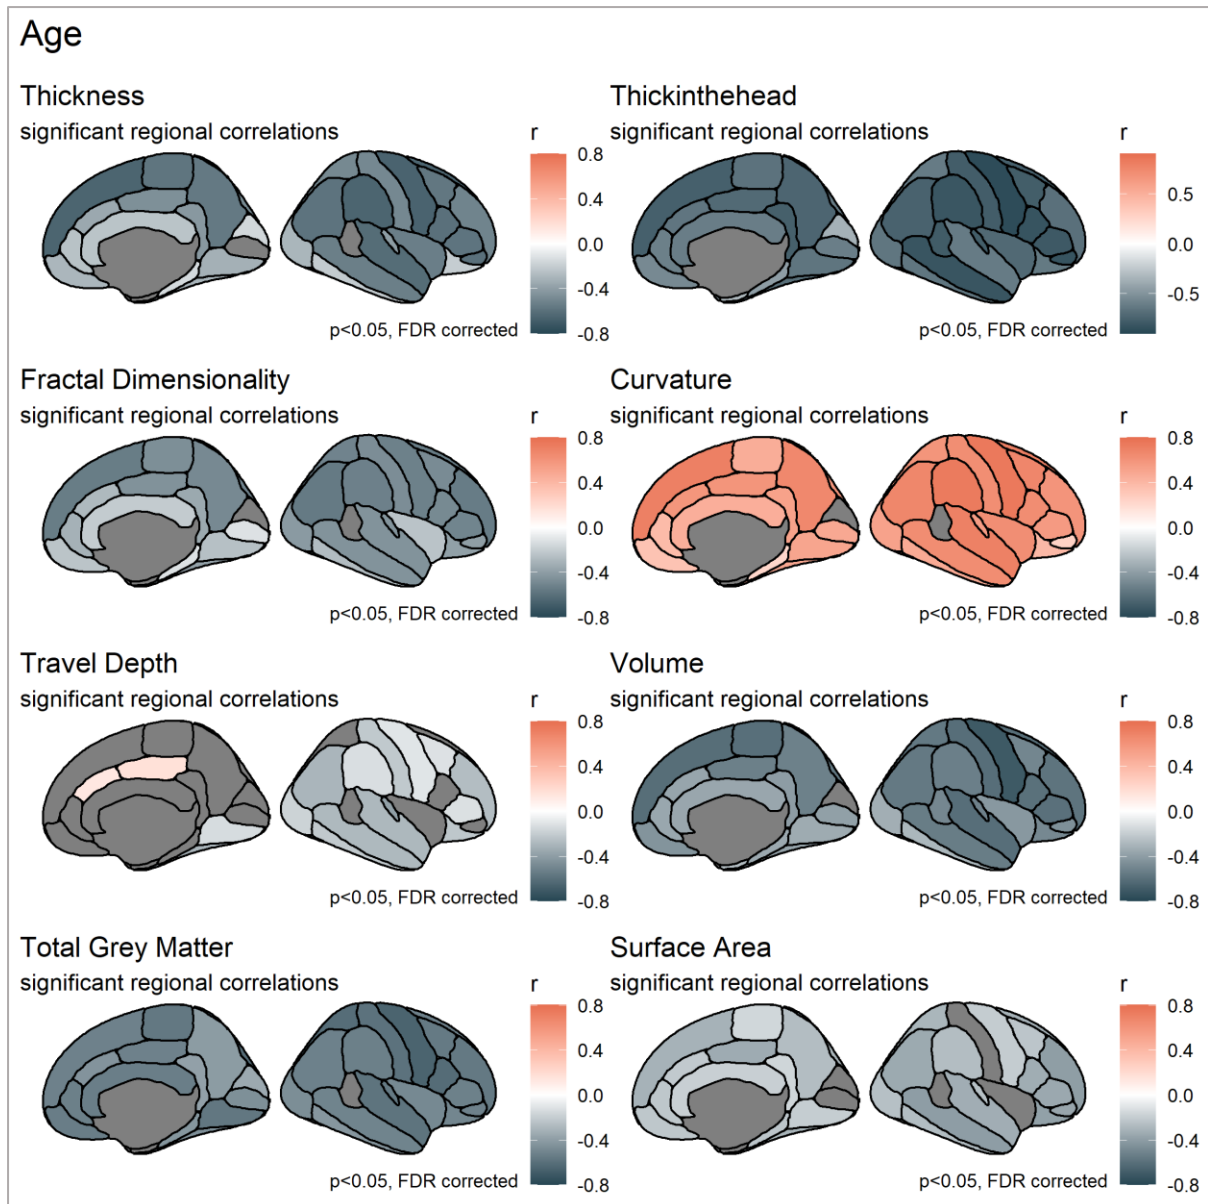 Age
Thickness
significant regional correlations
r
0.8
0.4
0.0
-0.4
-0.8
p<0.05, FDR corrected
Thickinthehead
significant regional correlations
r
0.5
0.0
-0.5
p<0.05, FDR corrected
Fractal Dimensionality
significant regional correlations
r
0.8
0.4
0.0
-0.4
-0.8
p<0.05, FDR corrected
Curvature
significant regional correlations
r
0.8
0.4
0.0
-0.4
-0.8
p<0.05, FDR corrected
Travel Depth
significant regional correlations
r
0.8
0.4
0.0
-0.4
-0.8
p<0.05, FDR corrected
Volume
significant regional correlations
r
0.8
0.4
0.0
-0.4
-0.8
p<0.05, FDR corrected
Total Grey Matter
significant regional correlations
r
0.8
0.4
0.0
-0.4
-0.8
p<0.05, FDR corrected
Surface Area
significant regional correlations
r
0.8
0.4
0.0
-0.4
-0.8
p<0.05, FDR corrected